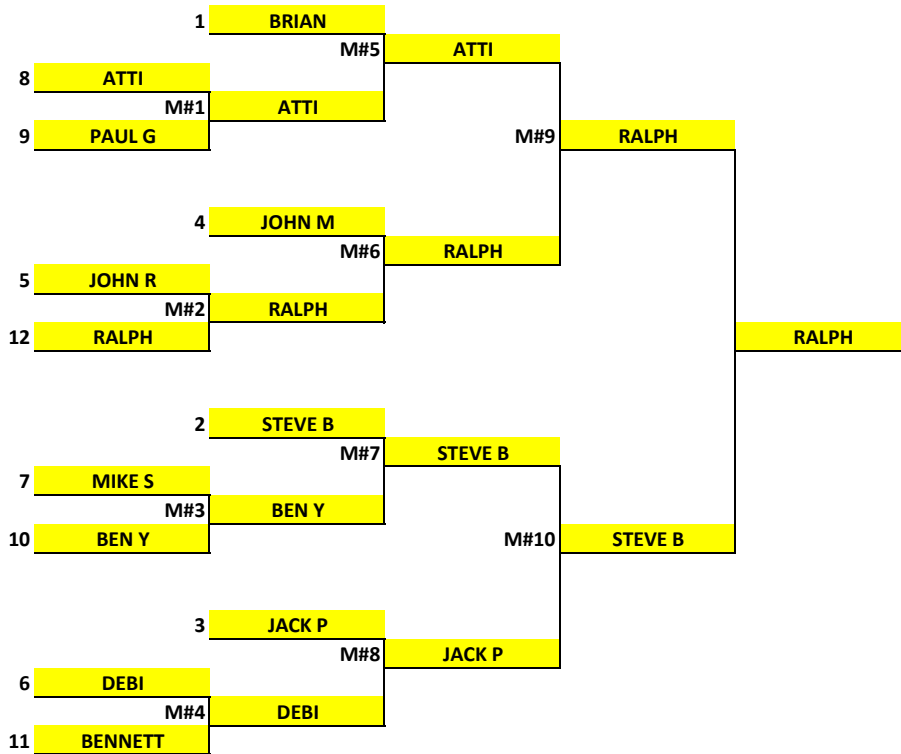 1 BRIAN
M#5 ATTI
8 ATTI
M#1 ATTI
9 PAUL G
M#9 RALPH
4 JOHN M
M#6 RALPH
5 JOHN R
M#2 RALPH
12 RALPH
RALPH
2 STEVE B
M#7 STEVE B
7 MIKE S
M#3 BEN Y
10 BEN Y
M#10 STEVE B
3 JACK P
M#8 JACK P
6 DEBI
M#4 DEBI
11 BENNETT